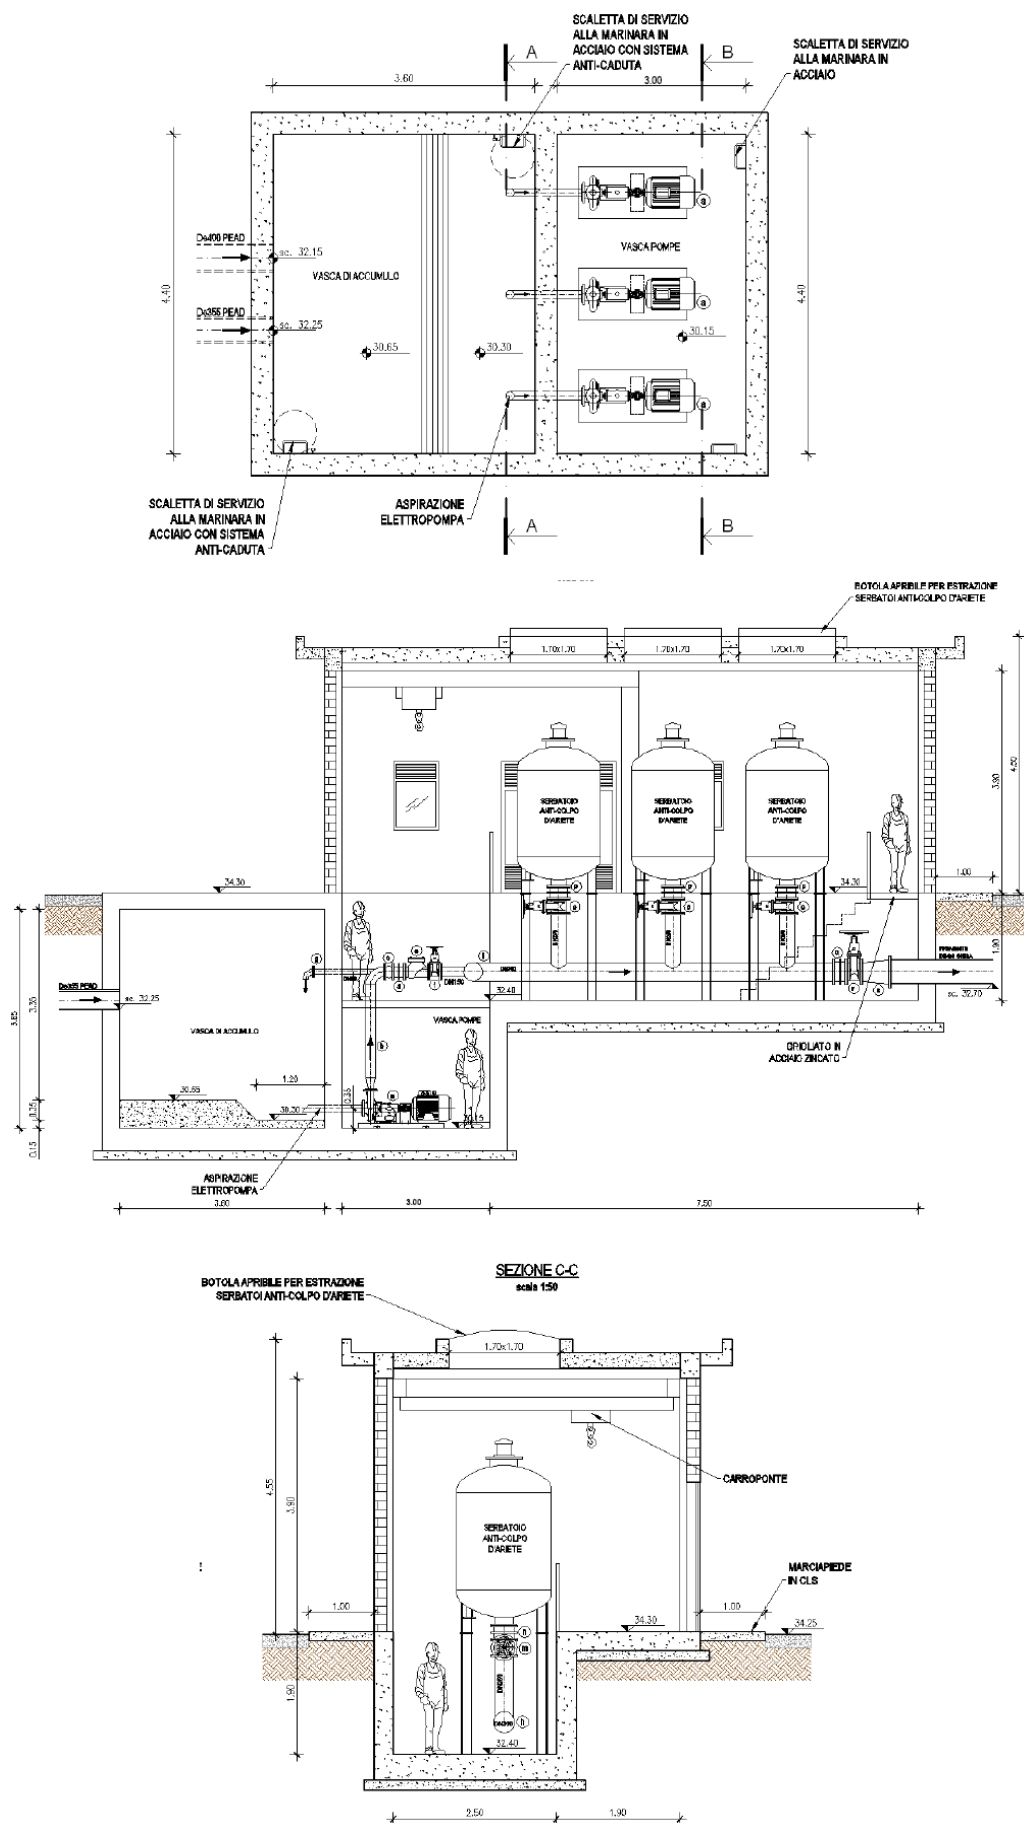 SCALETTA DI SERVIZIO
ALLA MARINARA IN
ACCIAIO CON SISTEMA
ANTI-CADUTA
SCALETTA DI SERVIZIO
ALLA MARINARA IN
ACCIAIO
A
B
3.60
3.00
4.40
4.40
De400 PEAD
sc. 32.15
VASCA DI ACCUMULO
VASCA POMPE
De355 PEAD
sc. 32.25
30.65
30.30
30.15
a
a
a
SCALETTA DI SERVIZIO
ALLA MARINARA IN
ACCIAIO CON SISTEMA
ANTI-CADUTA
ASPIRAZIONE
ELETTROPOMPA
A
B
BOTOLA APRIBILE PER ESTRAZIONE
SERBATOI ANTI-COLPO D'ARIETE
1.70x1.70
1.70x1.70
1.70x1.70
4.50
3.90
SERBATOIO
ANTI-COLPO
D'ARIETE
SERBATOIO
ANTI-COLPO
D'ARIETE
SERBATOIO
ANTI-COLPO
D'ARIETE
34.30
34.30
1.00
1.90
De355 PEAD
sc. 32.25
32.40
sc. 32.70
VASCA DI ACCUMULO
VASCA POMPE
DN150
GRIGLIATO IN
ACCIAIO ZINCATO
3.85
3.35
0.35
0.15
30.65
1.20
30.30
0.35
ASPIRAZIONE
ELETTROPOMPA
3.60
3.00
7.50
SEZIONE C-C
scala 1:50
BOTOLA APRIBILE PER ESTRAZIONE
SERBATOI ANTI-COLPO D'ARIETE
1.70x1.70
4.55
3.90
CARROPONTE
SERBATOIO
ANTI-COLPO
D'ARIETE
MARCIAPIEDE
IN CLS
1.00
34.30
1.00
34.25
n
m
1.90
32.40
2.50
1.90